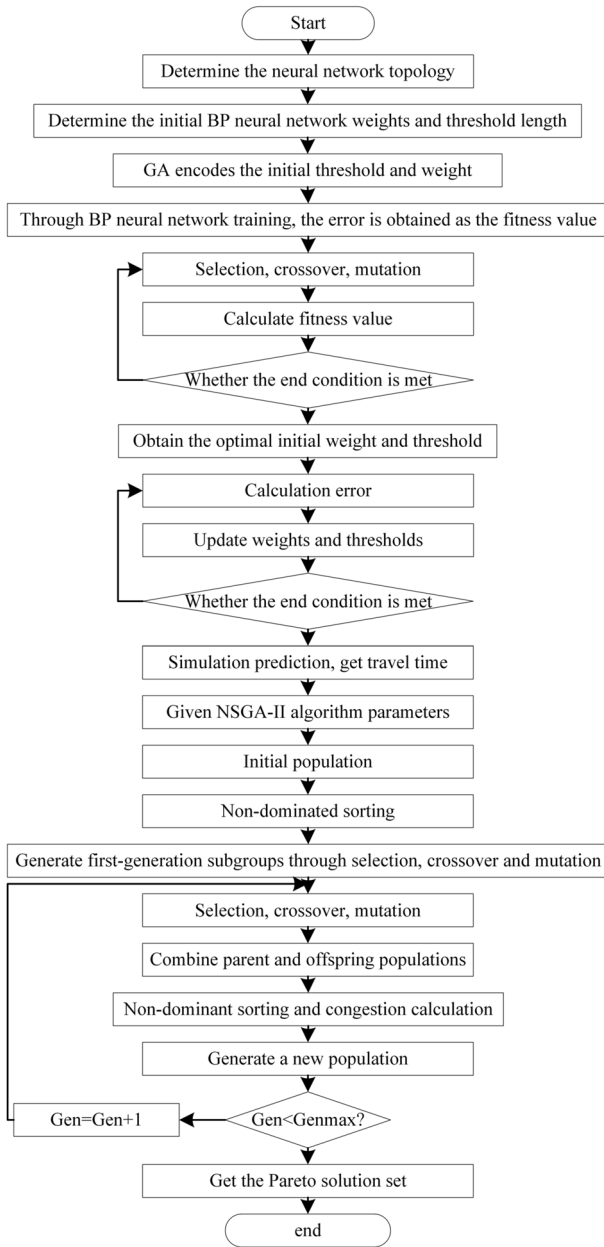 Start
Determine the neural network topology
Determine the initial BP neural network weights and threshold length
GA encodes the initial threshold and weight
Through BP neural network training, the error is obtained as the fitness value
Selection, crossover, mutation
Calculate fitness value
Whether the end condition is met
Obtain the optimal initial weight and threshold
Calculation error
Update weights and thresholds
Whether the end condition is met
Simulation prediction, get travel time
Given NSGA-II algorithm parameters
Initial population
Non-dominated sorting
Generate first-generation subgroups through selection, crossover and mutation
Selection, crossover, mutation
Combine parent and offspring populations
Non-dominant sorting and congestion calculation
Generate a new population
Gen=Gen+1
Gen<Genmax?
Get the Pareto solution set
end